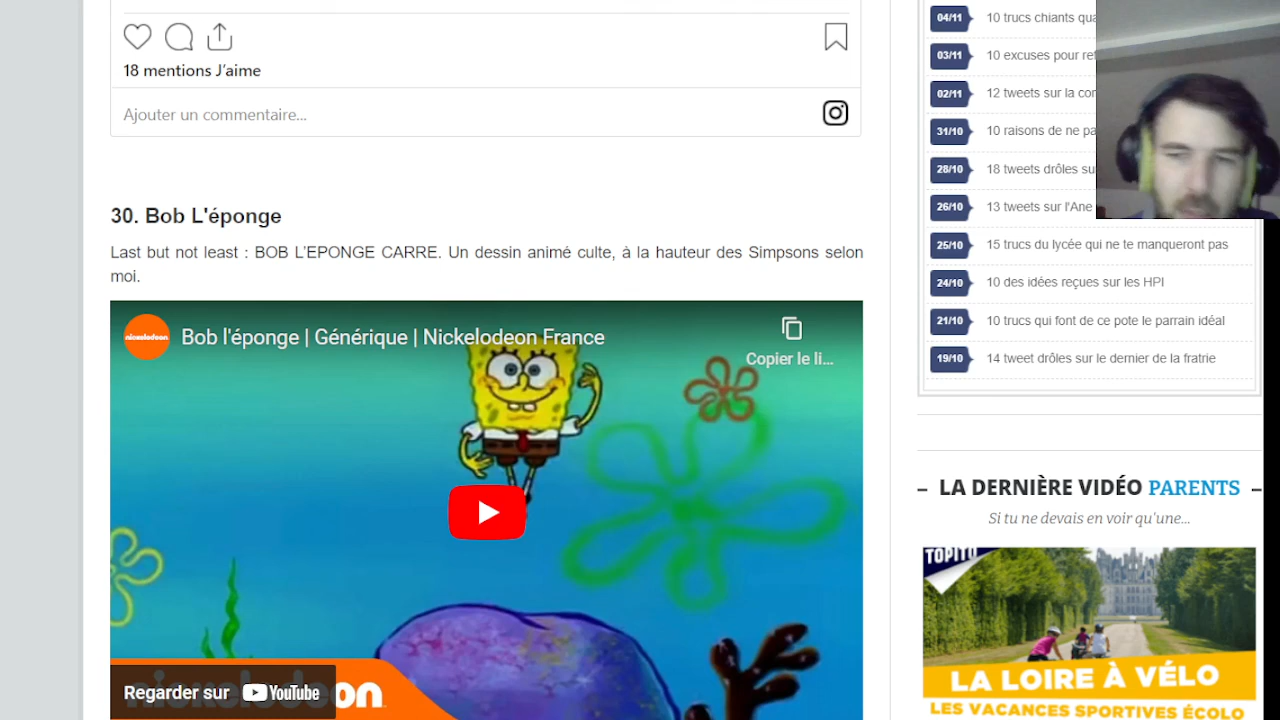 18 mentions J'aime
Ajouter un commentaire...
30. Bob L'éponge
Last but not least : BOB L'EPONGE CARRE. Un dessin animé culte, à la hauteur des Simpsons selon
moi.
nickelodeon
Bob l'éponge | Générique | Nickelodeon France
Copier le li...
Regarder sur YouTube
on
04/11 10 trucs chiants qua
03/11 10 excuses pour ref
02/11 12 tweets sur la con
31/10 10 raisons de ne pa
28/10 18 tweets drôles su
26/10 13 tweets sur l'Ane
25/10 15 trucs du lycée qui ne te manqueront pas
24/10 10 des idées reçues sur les HPI
21/10 10 trucs qui font de ce pote le parrain idéal
19/10 14 tweet drôles sur le dernier de la fratrie
– LA DERNIÈRE VIDÉO PARENTS –
Si tu ne devais en voir qu'une...
TOPITO
LA LOIRE À VÉLO
LES VACANCES SPORTIVES ÉCOLO